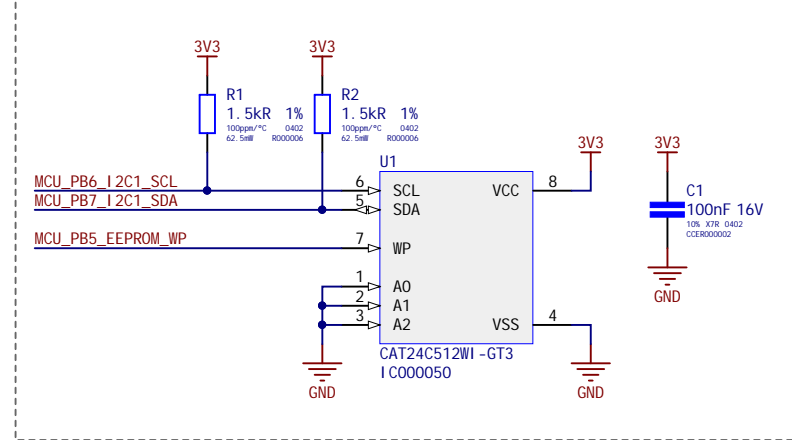 3V3
3V3
R1
1.5kR 1%
100ppm/°C 0402
62.5mW R000006
R2
1.5kR 1%
100ppm/°C 0402
62.5mW R000006
U1
3V3
3V3
MCU_PB6_I2C1_SCL
6
SCL
VCC
8
MCU_PB7_I2C1_SDA
5
SDA
C1
100nF 16V
10% X7R 0402
CCER000002
MCU_PB5_EEPROM_WP
7
WP
1
A0
2
A1
3
A2
VSS
4
GND
CAT24C512WI-GT3
IC000050
GND
GND